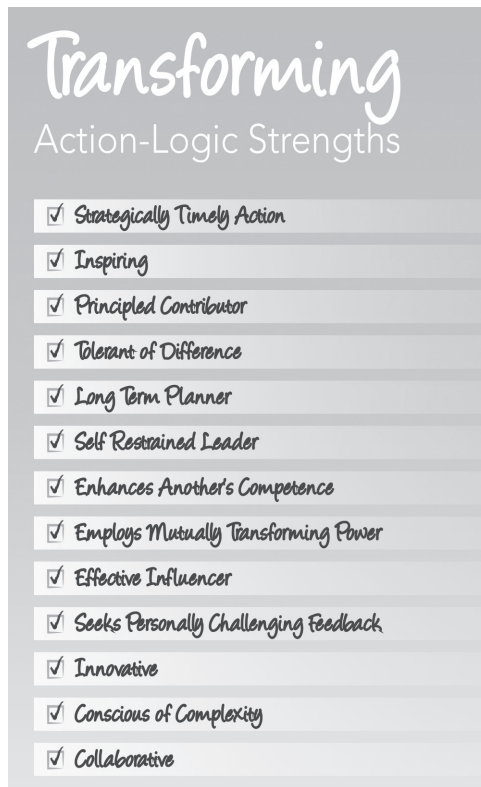 Transforming
Action-Logic Strengths
Strategically Timely Action
Inspiring
Principled Contributor
Tolerant of Difference
Long Term Planner
Self Restrained Leader
Enhances Another's Competence
Employs Mutually Transforming Power
Effective Influencer
Seeks Personally Challenging Feedback
Innovative
Conscious of Complexity
Collaborative